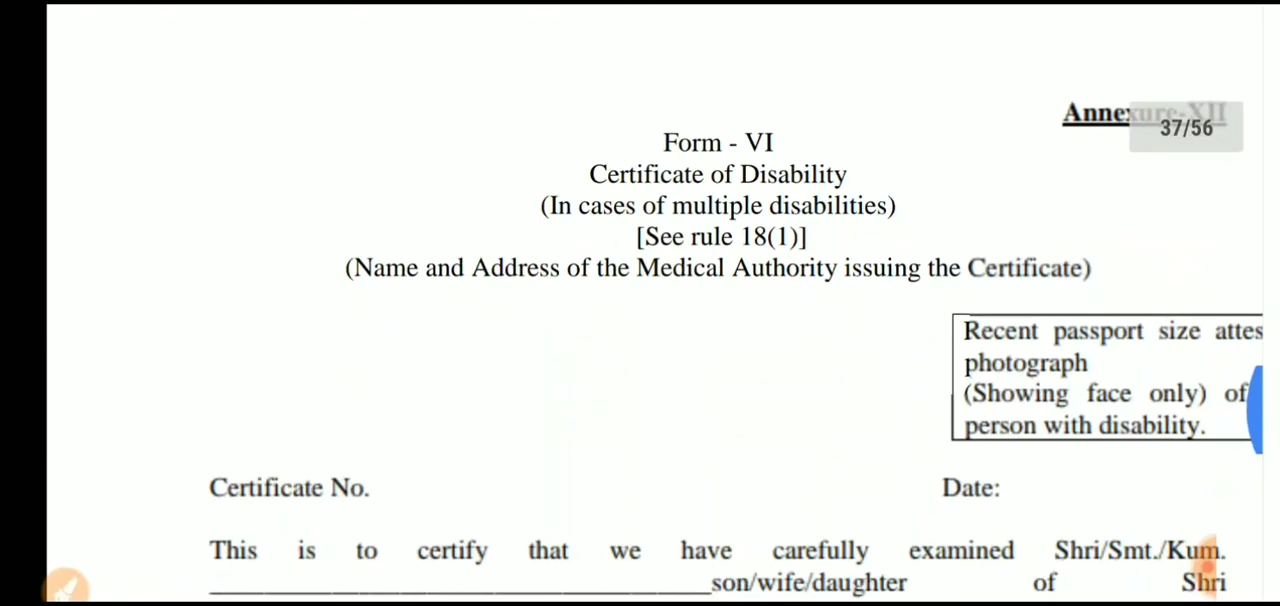 Annexure-XII
37/56
Form - VI
Certificate of Disability
(In cases of multiple disabilities)
[See rule 18(1)]
(Name and Address of the Medical Authority issuing the Certificate)
Recent passport size attes
photograph
(Showing face only) of
person with disability.
Certificate No. Date:
This is to certify that we have carefully examined Shri/Smt./Kum.
____________________________________son/wife/daughter of Shri